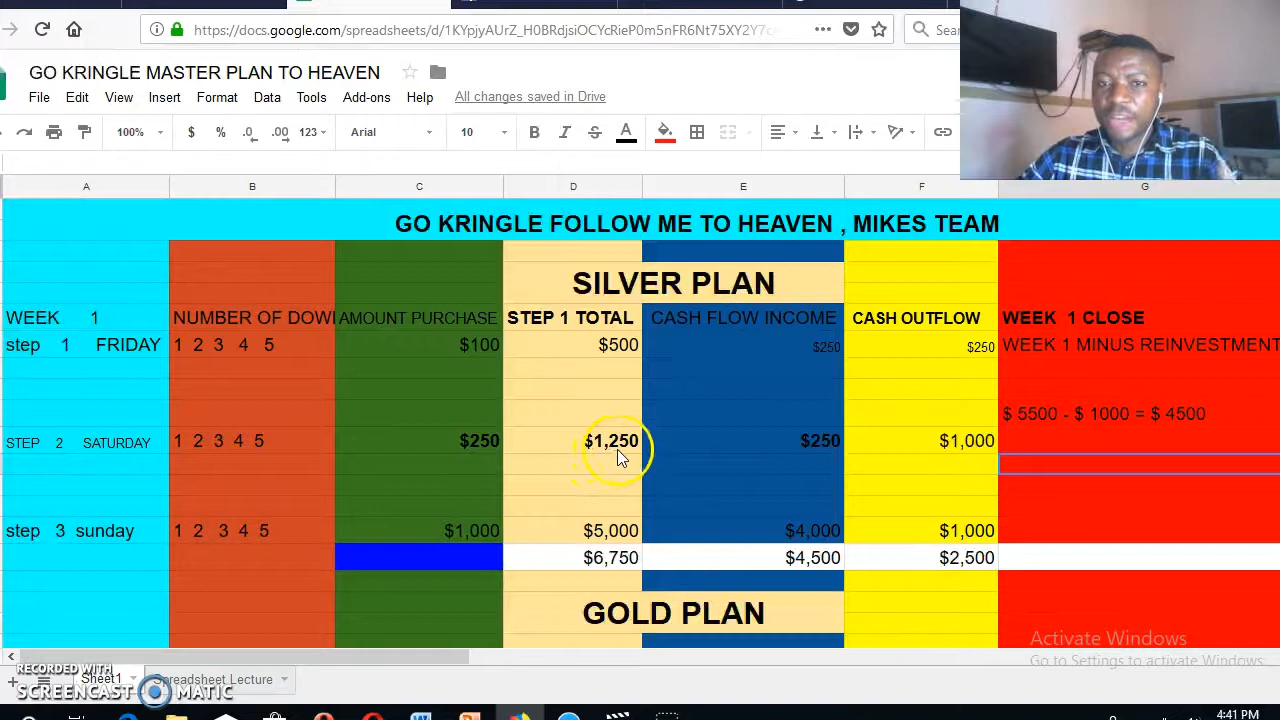 https://docs.google.com/spreadsheets/d/1KYpjyAUrZ_H0BRdjsiOCYcRieP0m5nFR6Nt75XY2Y7c
Sear
GO KRINGLE MASTER PLAN TO HEAVEN
File Edit View Insert Format Data Tools Add-ons Help All changes saved in Drive
100% $ % .0 .00 123 Arial 10 B I S A
A B C D E F G
GO KRINGLE FOLLOW ME TO HEAVEN , MIKES TEAM
SILVER PLAN
WEEK 1 NUMBER OF DOWI AMOUNT PURCHASE STEP 1 TOTAL CASH FLOW INCOME CASH OUTFLOW WEEK 1 CLOSE
step 1 FRIDAY 1 2 3 4 5 $100 $500 $250 $250 WEEK 1 MINUS REINVESTMENT
$ 5500 - $ 1000 = $ 4500
STEP 2 SATURDAY 1 2 3 4 5 $250 $1,250 $250 $1,000
step 3 sunday 1 2 3 4 5 $1,000 $5,000 $4,000 $1,000
$6,750 $4,500 $2,500
GOLD PLAN
Activate Windows
Go to Settings to activate Windows.
RECORDED WITH
SCREENCAST MATIC
Sheet1 Spreadsheet Lecture
4:41 PM